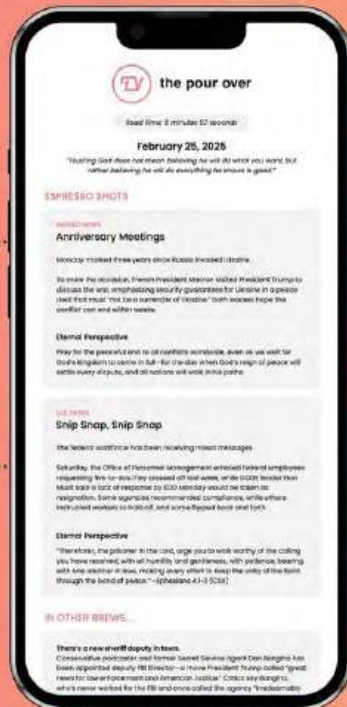 the pour over
Read Time: 5 minutes 57 seconds
February 25, 2025
"Trusting God does not mean believing he will do what you want, but
rather believing he will do everything he knows is good."
ESPRESSO SHOTS
WORLD NEWS
Anniversary Meetings
Monday marked three years since Russia invaded Ukraine.
To mark the occasion, French President Macron visited President Trump to
discuss the war, emphasizing security guarantees for Ukraine in a peace
deal that must "not be a surrender of Ukraine." Both leaders hope the
conflict can end within weeks.
Eternal Perspective
Pray for the peaceful end to all conflicts worldwide, even as we wait for
God's Kingdom to come in full—for the day when God's reign of peace will
settle every dispute, and all nations will walk in his paths.
U.S. NEWS
Snip Snap, Snip Snap
The federal workforce has been receiving mixed messages.
Saturday, the Office of Personnel Management emailed federal employees
requesting five-to-dos they crossed off last week, while DOGE leader Elon
Musk said a lack of response by Monday would be taken as
resignation. Some agencies recommended compliance, while others
instructed workers to hold off, and some flipped back and forth.
Eternal Perspective
"Therefore I, the prisoner in the Lord, urge you to walk worthy of the calling
you have received, with all humility and gentleness, with patience, bearing
with one another in love, making every effort to keep the unity of the Spirit
through the bond of peace." –Ephesians 4:1-3 (CSB)
IN OTHER BREWS...
There's a new sheriff deputy in town.
Conservative podcaster and former Secret Service agent Dan Bongino has
been appointed deputy FBI Director—a move President Trump called "great
news for law enforcement and American Justice." Critics say Bongino,
who's never worked for the FBI and once called the agency "irredeemably